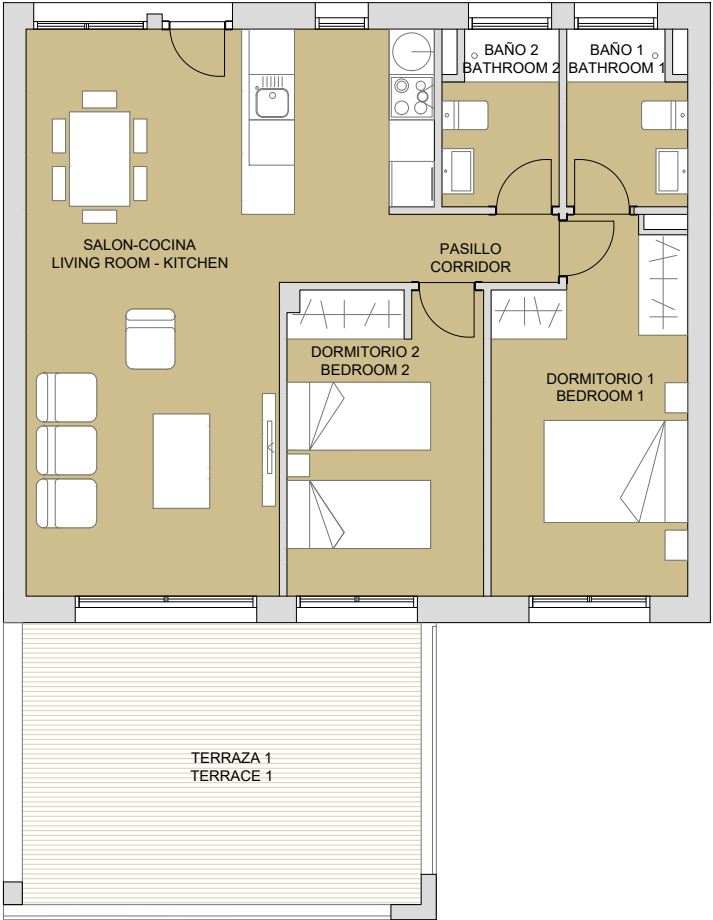 BAÑO 2
BATHROOM 2
BAÑO 1
BATHROOM 1
SALON-COCINA
LIVING ROOM - KITCHEN
PASILLO
CORRIDOR
DORMITORIO 2
BEDROOM 2
DORMITORIO 1
BEDROOM 1
TERRAZA 1
TERRACE 1